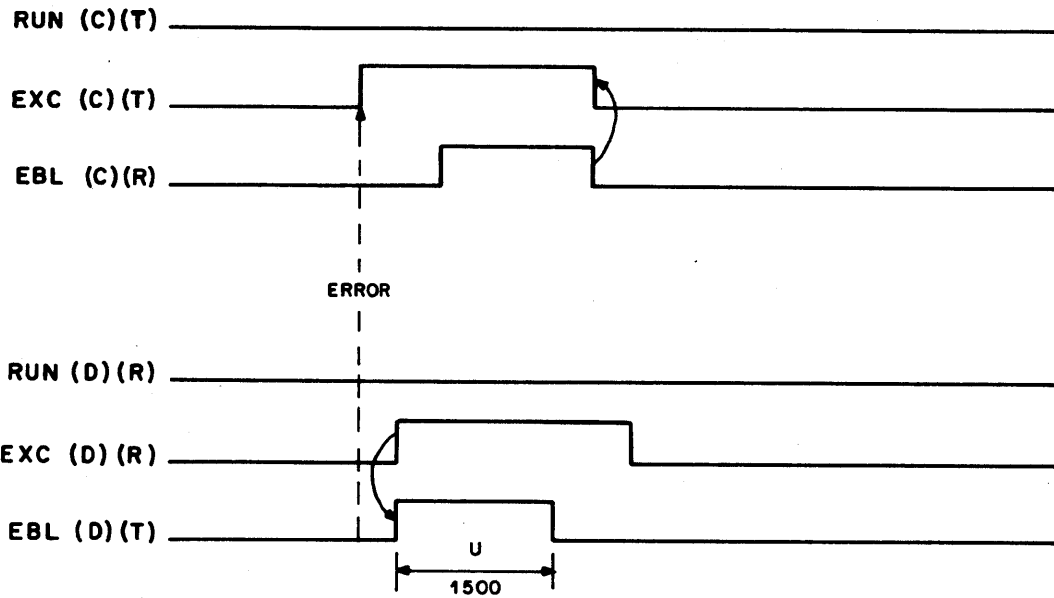 RUN (C)(T)
EXC (C)(T)
EBL (C)(R)
ERROR
RUN (D)(R)
EXC (D)(R)
EBL (D)(T)
U
1500